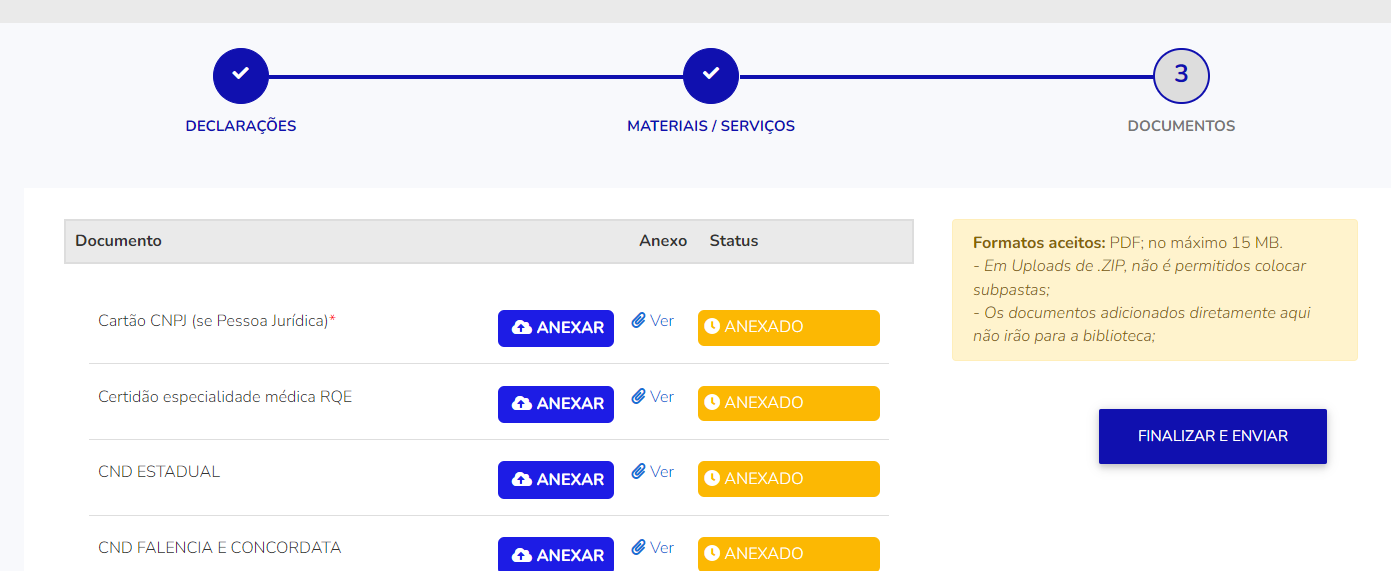 3
DECLARAÇÕES
MATERIAIS / SERVIÇOS
DOCUMENTOS
Documento Anexo Status
Cartão CNPJ (se Pessoa Jurídica)* ANEXAR Ver ANEXADO
Certidão especialidade médica RQE ANEXAR Ver ANEXADO
CND ESTADUAL ANEXAR Ver ANEXADO
CND FALENCIA E CONCORDATA ANEXAR Ver ANEXADO
Formatos aceitos: PDF; no máximo 15 MB.
- Em Uploads de .ZIP, não é permitidos colocar
subpastas;
- Os documentos adicionados diretamente aqui
não irão para a biblioteca;
FINALIZAR E ENVIAR